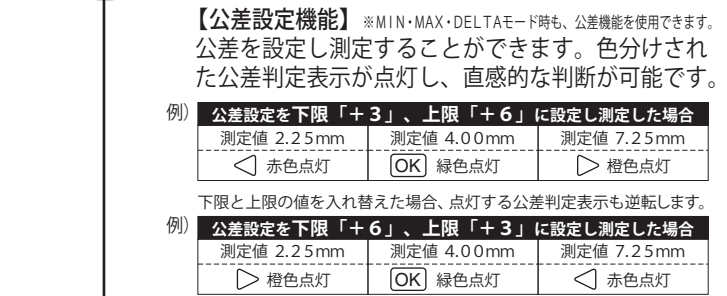 【公差設定機能】 ※MIN・MAX・DELTAモード時も、公差機能を使用できます。
公差を設定し測定することができます。色分けされ
た公差判定表示が点灯し、直感的な判断が可能です。
例) 公差設定を下限「+3」、上限「+6」に設定し測定した場合
測定値 2.25mm 測定値 4.00mm 測定値 7.25mm
◁ 赤色点灯 OK 緑色点灯 ▷ 橙色点灯
下限と上限の値を入れ替えた場合、点灯する公差判定表示も逆転します。
例) 公差設定を下限「+6」、上限「+3」に設定し測定した場合
測定値 2.25mm 測定値 4.00mm 測定値 7.25mm
▷ 橙色点灯 OK 緑色点灯 ◁ 赤色点灯